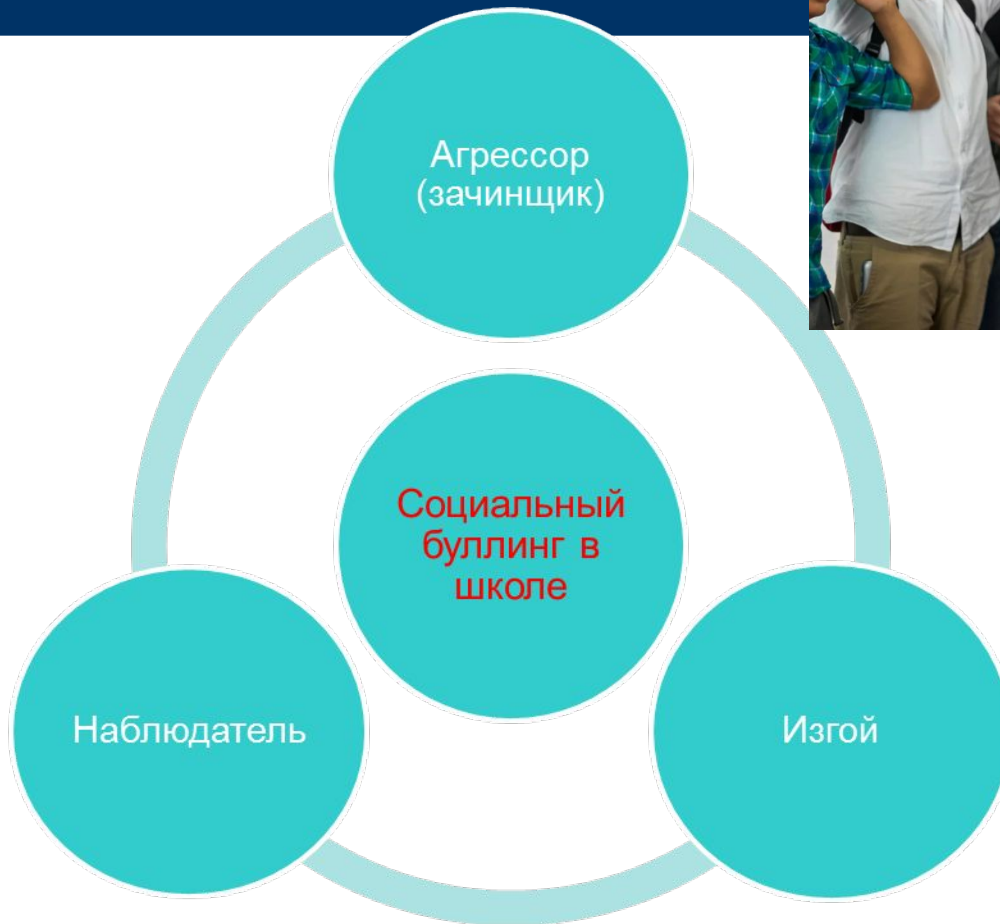 Агрессор
(зачинщик)
Социальный
буллинг в
школе
Наблюдатель
Изгой